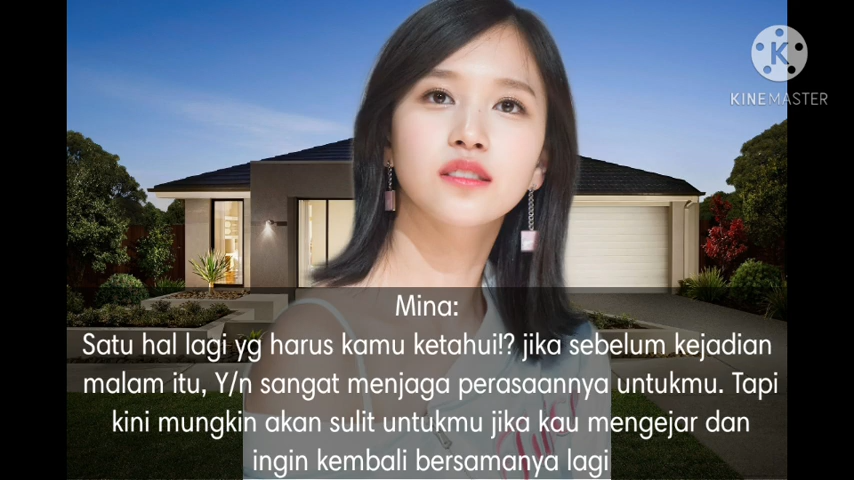 KINEMASTER
Mina:
Satu hal lagi yg harus kamu ketahui!? jika sebelum kejadian
malam itu, Y/n sangat menjaga perasaannya untukmu. Tapi
kini mungkin akan sulit untukmu jika kau mengejar dan
ingin kembali bersamanya lagi